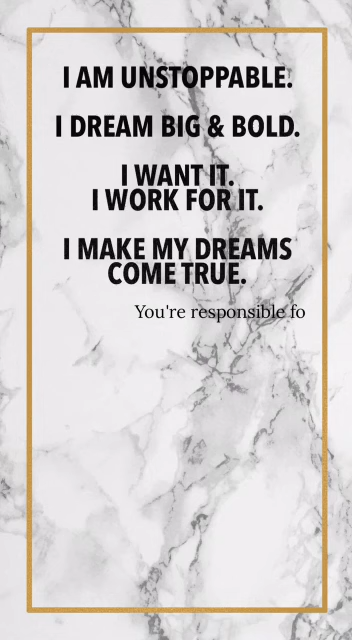 I AM UNSTOPPABLE.
I DREAM BIG & BOLD.
I WANT IT.
I WORK FOR IT.
I MAKE MY DREAMS
COME TRUE.
You're responsible fo